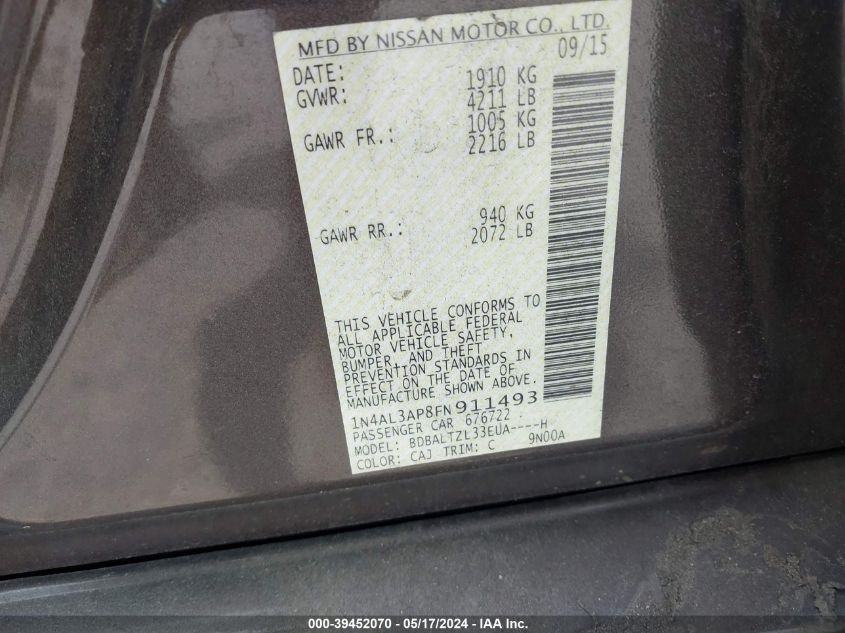 MFD BY NISSAN MOTOR CO., LTD.
DATE: 09/15
GVWR: 1910 KG
4211 LB
GAWR FR.: 1005 KG
2216 LB
GAWR RR.: 940 KG
2072 LB
THIS VEHICLE CONFORMS TO
ALL APPLICABLE FEDERAL
MOTOR VEHICLE SAFETY,
BUMPER, AND THEFT
PREVENTION STANDARDS IN
EFFECT ON THE DATE OF
MANUFACTURE SHOWN ABOVE.
1N4AL3AP8FN911493
PASSENGER CAR 676722
MODEL: BDBALTZL33EUA----H
COLOR: CAJ TRIM: C 9N00A
000-39452070 - 05/17/2024 - IAA Inc.